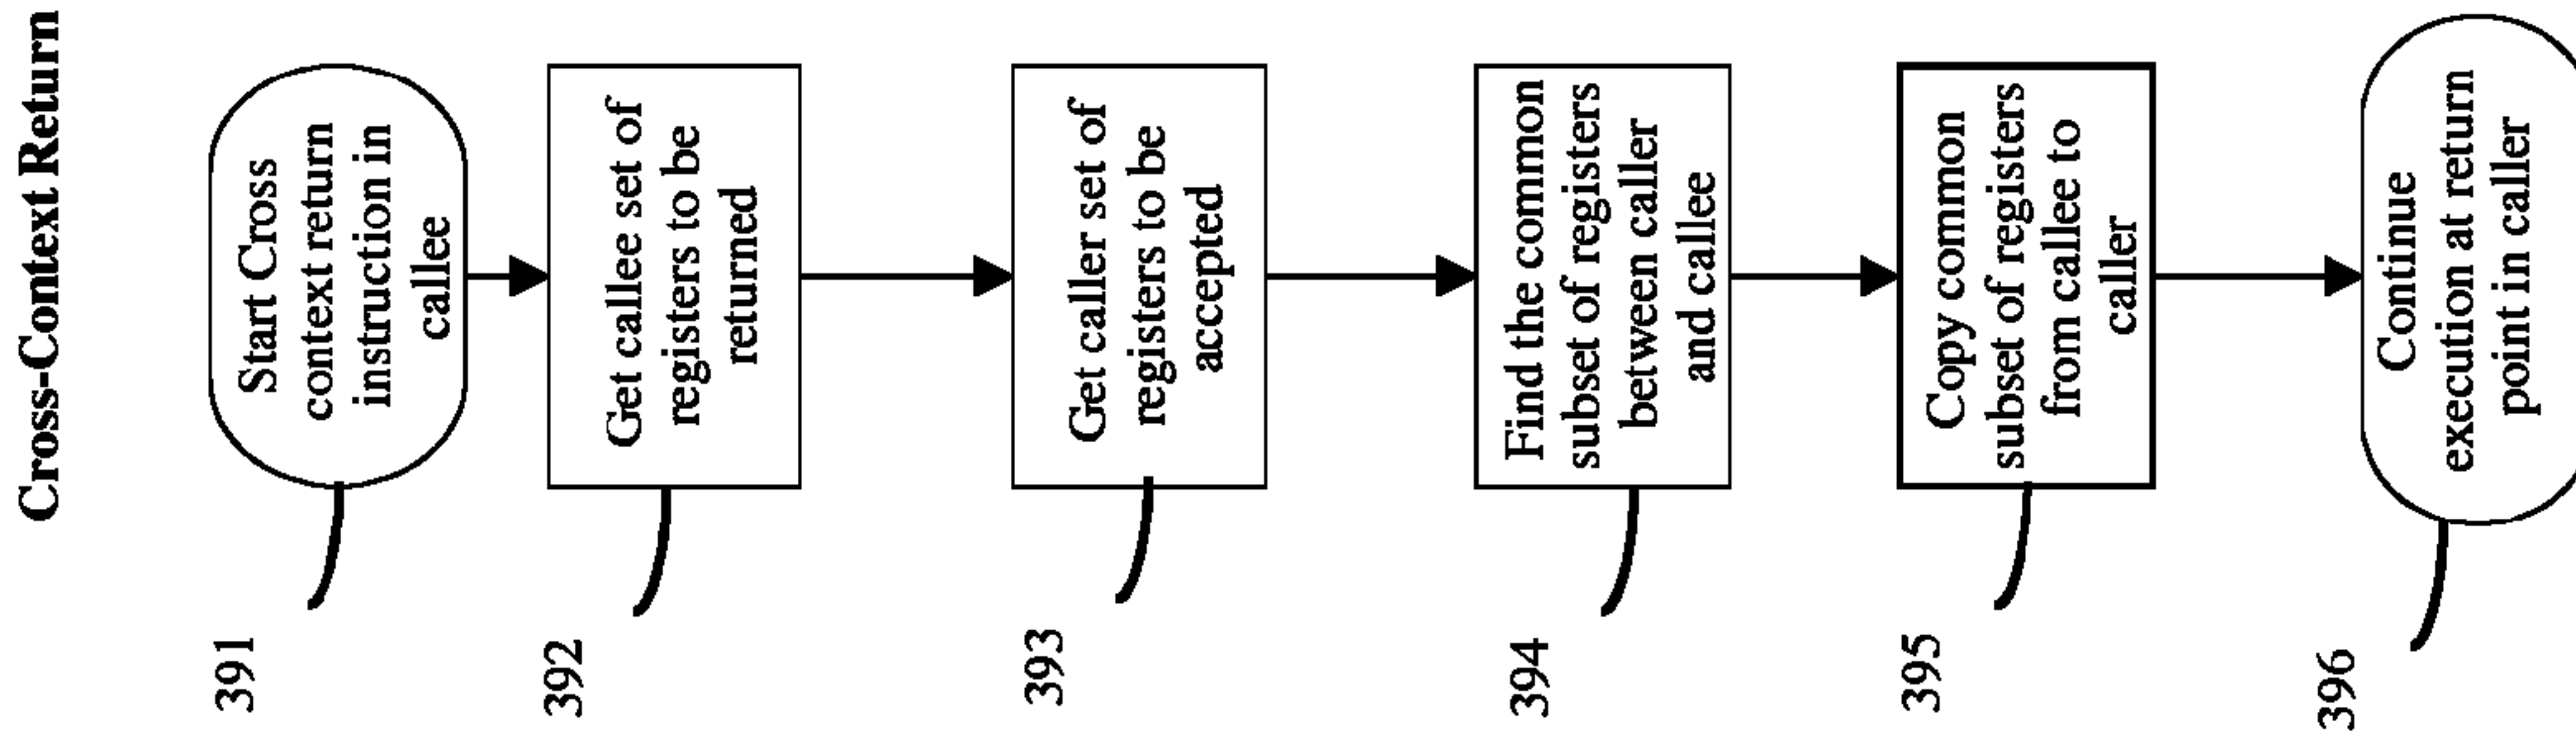 Cross-Context Return
391
Start Cross
context return
instruction in
callee
392
Get callee set of
registers to be
returned
393
Get caller set of
registers to be
accepted
394
Find the common
subset of registers
between caller
and callee
395
Copy common
subset of registers
from callee to
caller
396
Continue
execution at return
point in caller